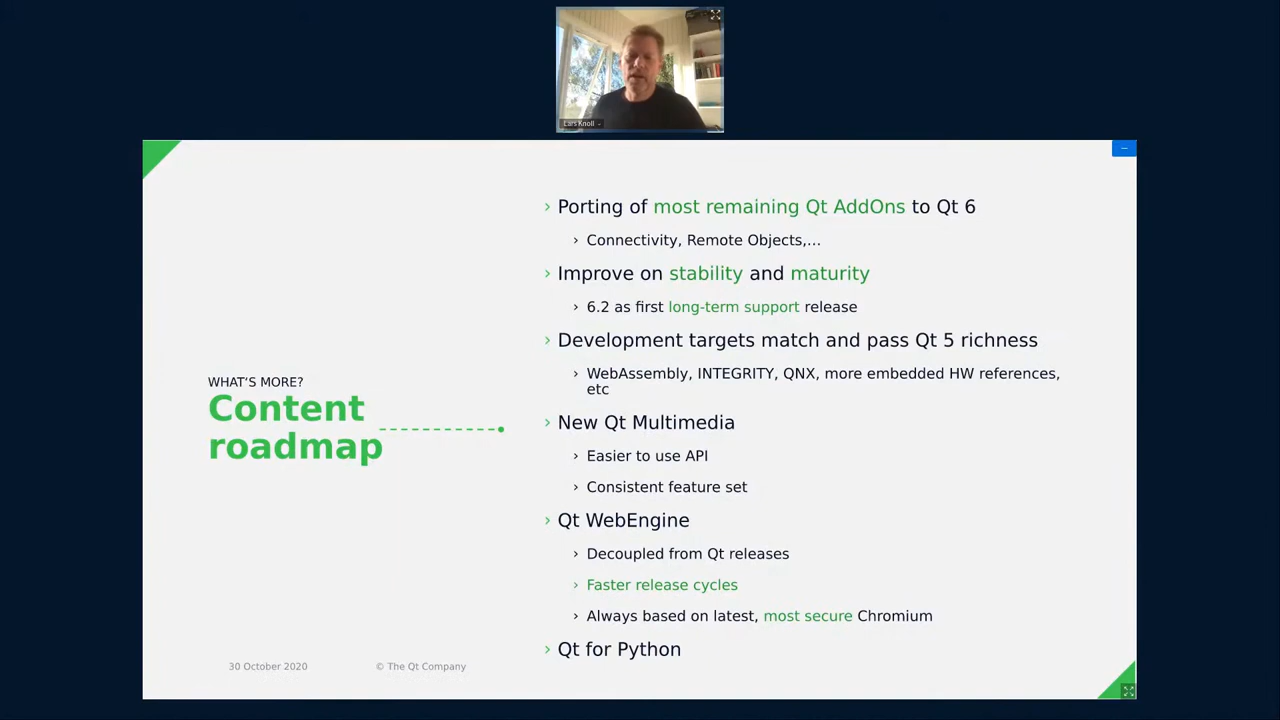 Lars Knoll
WHAT'S MORE?
Content
roadmap
› Porting of most remaining Qt AddOns to Qt 6
› Connectivity, Remote Objects,...
› Improve on stability and maturity
› 6.2 as first long-term support release
› Development targets match and pass Qt 5 richness
› WebAssembly, INTEGRITY, QNX, more embedded HW references,
etc
› New Qt Multimedia
› Easier to use API
› Consistent feature set
› Qt WebEngine
› Decoupled from Qt releases
› Faster release cycles
› Always based on latest, most secure Chromium
› Qt for Python
30 October 2020
© The Qt Company